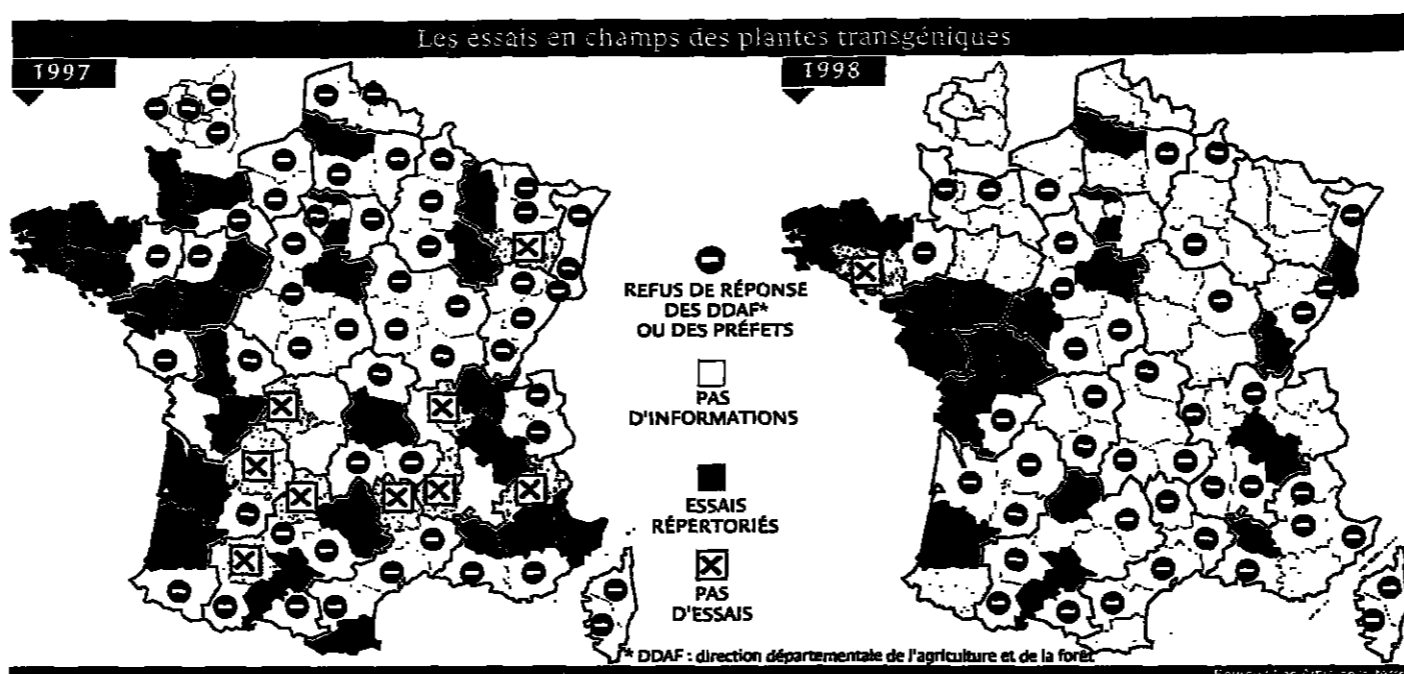 Les essais en champs des plantes transgéniques
1997
1998
REFUS DE RÉPONSE
DES DDAF*
OU DES PRÉFETS
PAS
D'INFORMATIONS
ESSAIS
RÉPERTORIÉS
PAS
D'ESSAIS
* DDAF : direction départementale de l'agriculture et de la forêt